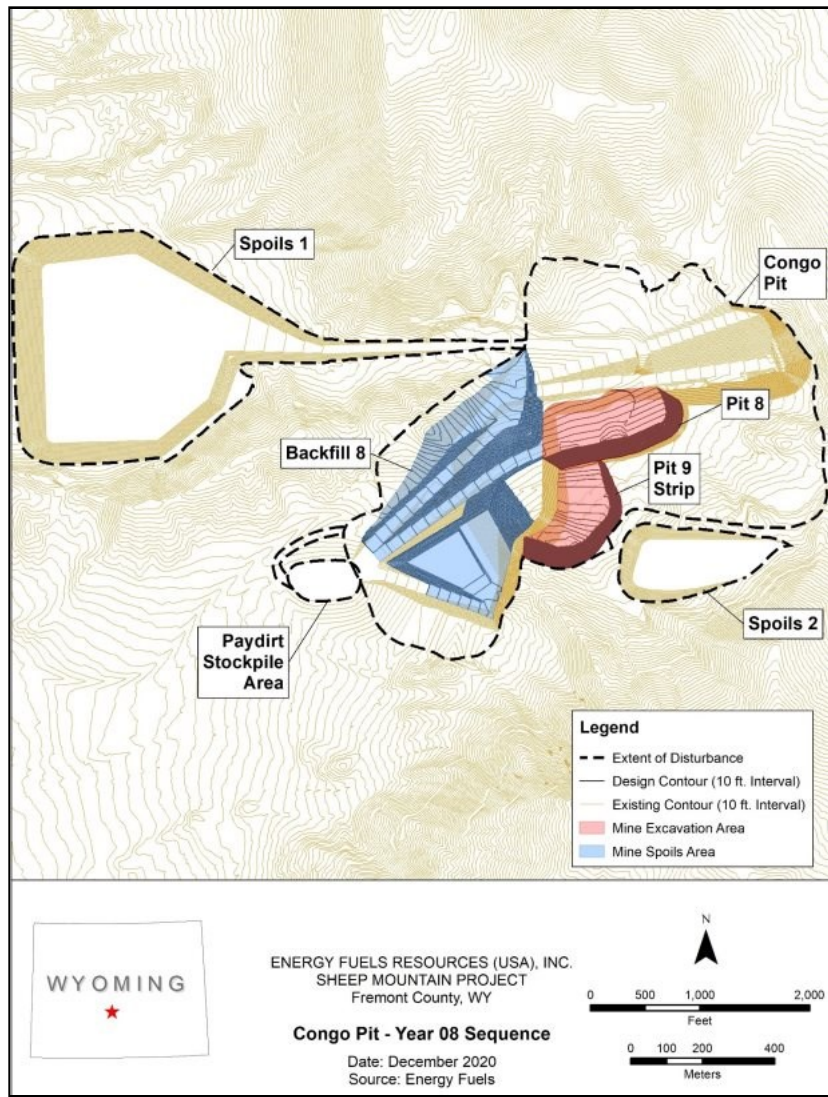 Spoils 1
Congo
Pit
Pit 8
Backfill 8
Pit 9
Strip
Spoils 2
Paydirt
Stockpile
Area
Legend
Extent of Disturbance
Design Contour (10 ft. Interval)
Existing Contour (10 ft. Interval)
Mine Excavation Area
Mine Spoils Area
WYOMING
ENERGY FUELS RESOURCES (USA), INC.
SHEEP MOUNTAIN PROJECT
Fremont County, WY
Congo Pit - Year 08 Sequence
Date: December 2020
Source: Energy Fuels
N
0 500 1,000 2,000
Feet
0 100 200 400
Meters